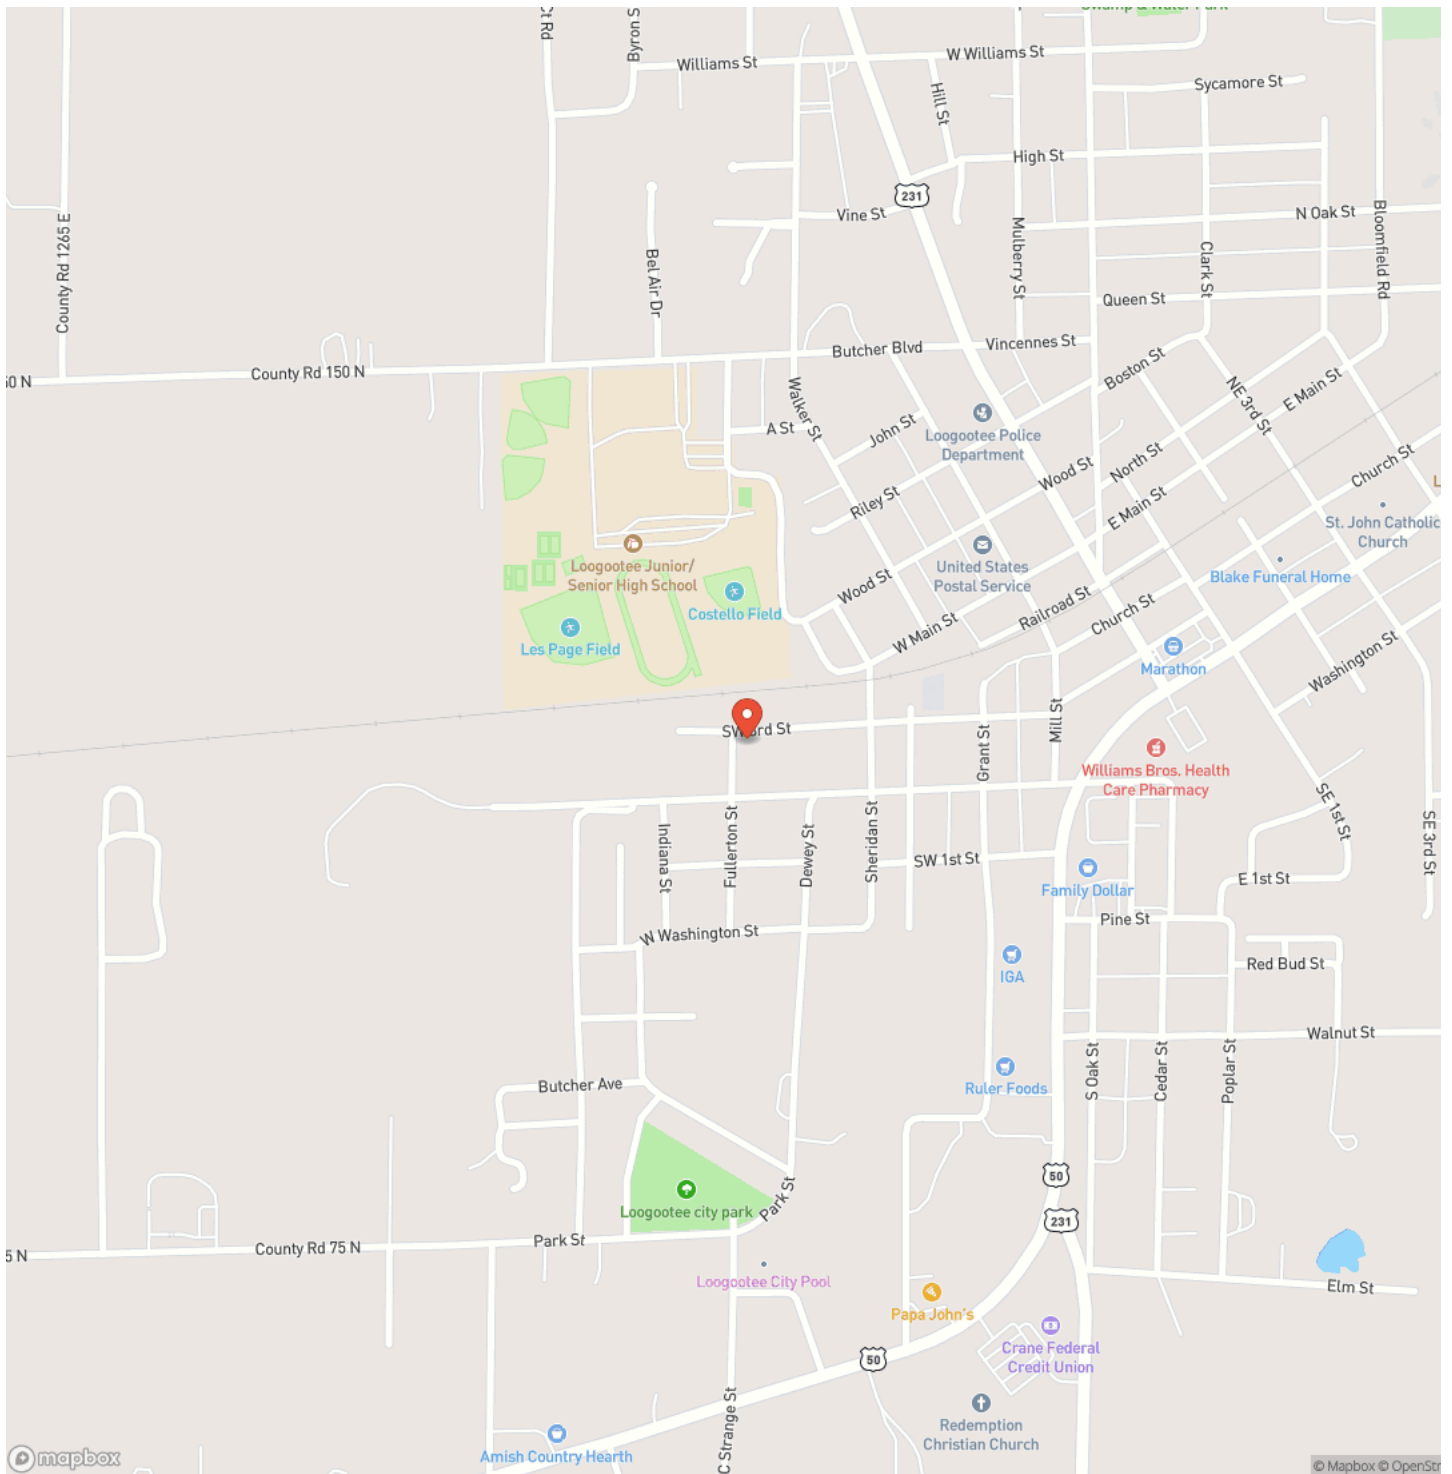 Swamp & Water Park
Ct Rd
Byron S
Williams St
W Williams St
Sycamore St
Hill St
High St
231
Vine St
N Oak St
County Rd 1265 E
Bel Air Dr
Mulberry St
Clark St
Bloomfield Rd
Queen St
Butcher Blvd
Vincennes St
Boston St
50 N
County Rd 150 N
Walker St
NE 3rd St
E Main St
A St
John St
Loogootee Police
Department
Wood St
North St
Church St
Riley St
E Main St
St. John Catholic
Church
Loogootee Junior/
Senior High School
United States
Postal Service
Blake Funeral Home
Wood St
Costello Field
Railroad St
Church St
Les Page Field
W Main St
Marathon
Washington St
SW 3rd St
Grant St
Mill St
Williams Bros. Health
Care Pharmacy
SE 1st St
SE 3rd St
Indiana St
Fullerton St
Dewey St
Sheridan St
SW 1st St
Family Dollar
E 1st St
W Washington St
Pine St
IGA
Red Bud St
Walnut St
Butcher Ave
Ruler Foods
S Oak St
Cedar St
Poplar St
50
Loogootee city park
Park St
231
5 N
County Rd 75 N
Park St
Loogootee City Pool
Elm St
Papa John's
Crane Federal
Credit Union
50
C Strange St
Redemption
Christian Church
Amish Country Hearth
mapbox
© Mapbox © OpenStr